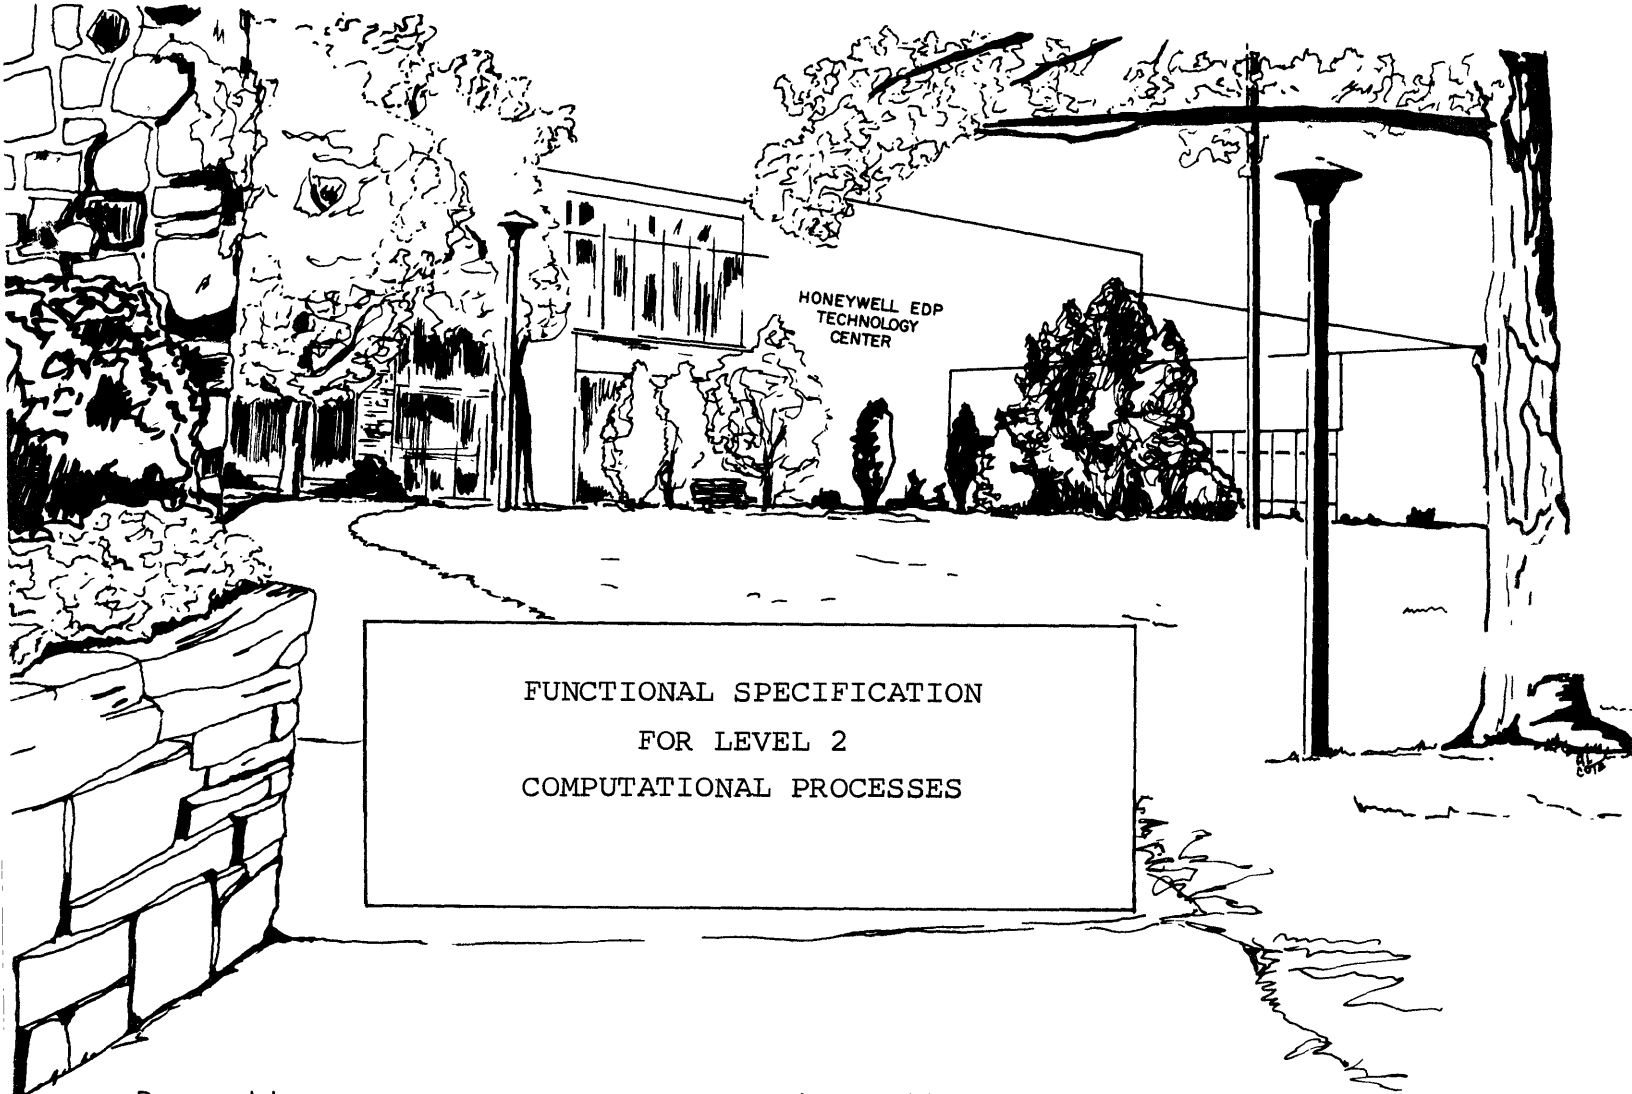 HONEYWELL EDP
TECHNOLOGY
CENTER
FUNCTIONAL SPECIFICATION
FOR LEVEL 2
COMPUTATIONAL PROCESSES